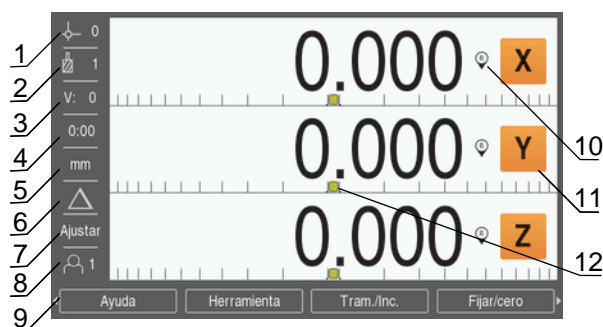 1
2
3
4
5
6
7
8
9
10
11
12
0
1
V: 0
0:00
mm
Ajustar
1
0.000 R X
0.000 R Y
0.000 R Z
Ayuda Herramienta Tram./Inc. Fijar/cero